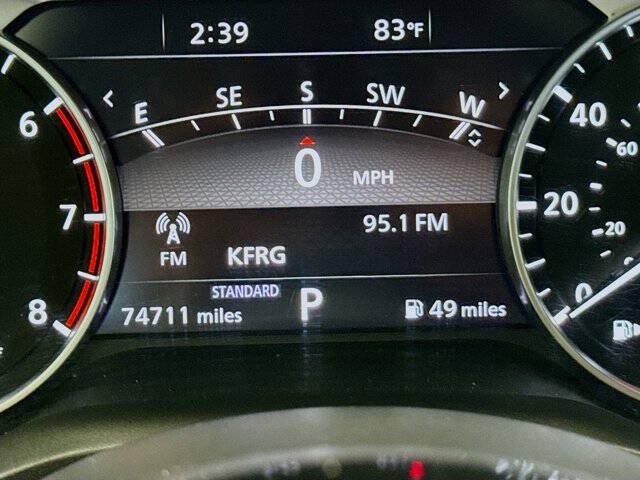 2:39 83°F
E SE S SW W
0 MPH
95.1 FM
FM KFRG
STANDARD
74711 miles P 49 miles
6
7
8
40
60
20
20
0